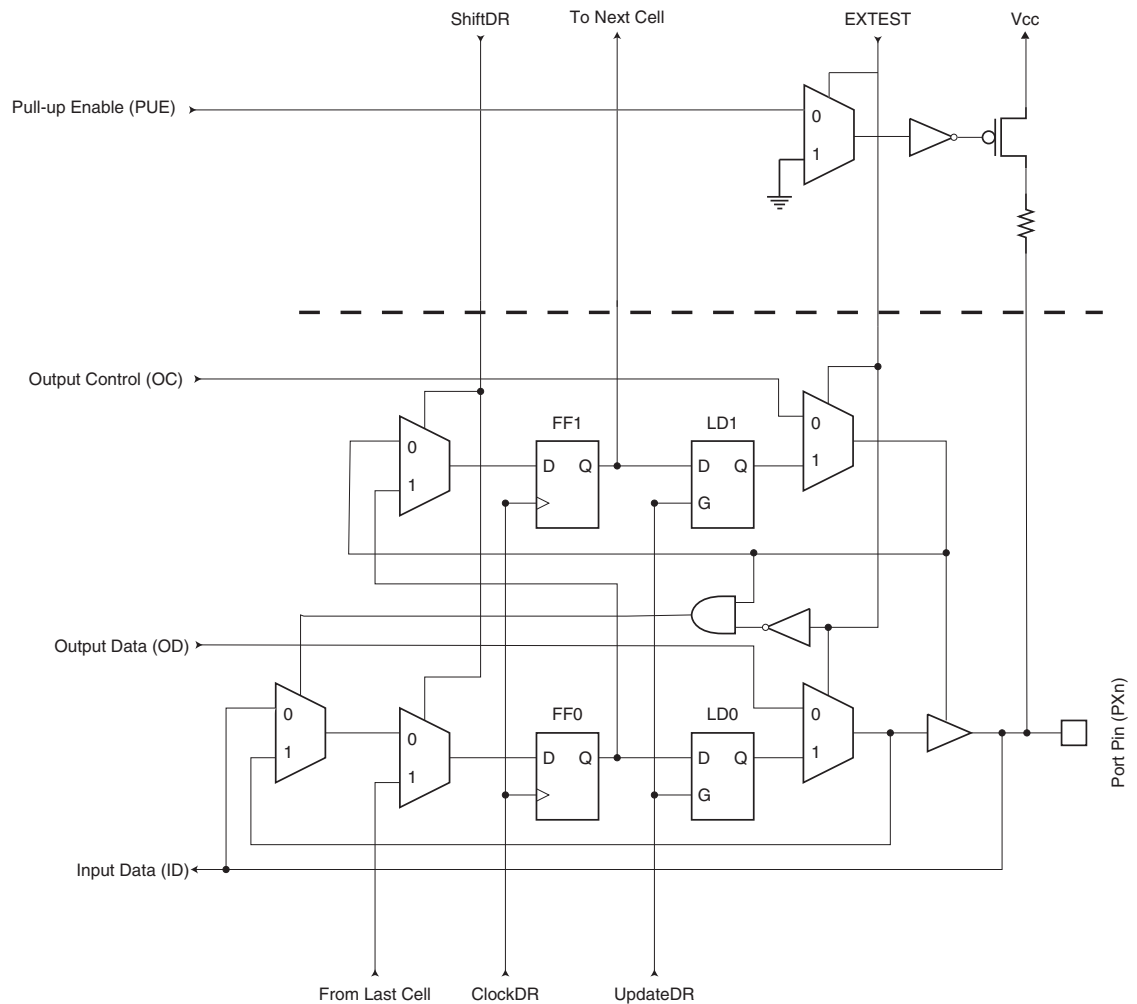 ShiftDR
To Next Cell
EXTEST
Vcc
Pull-up Enable (PUE)
0
1
Output Control (OC)
FF1
LD1
0
1
0
1
D Q
D Q
G
Output Data (OD)
FF0
LD0
0
1
0
1
0
1
D Q
D Q
G
Port Pin (PXn)
Input Data (ID)
From Last Cell
ClockDR
UpdateDR